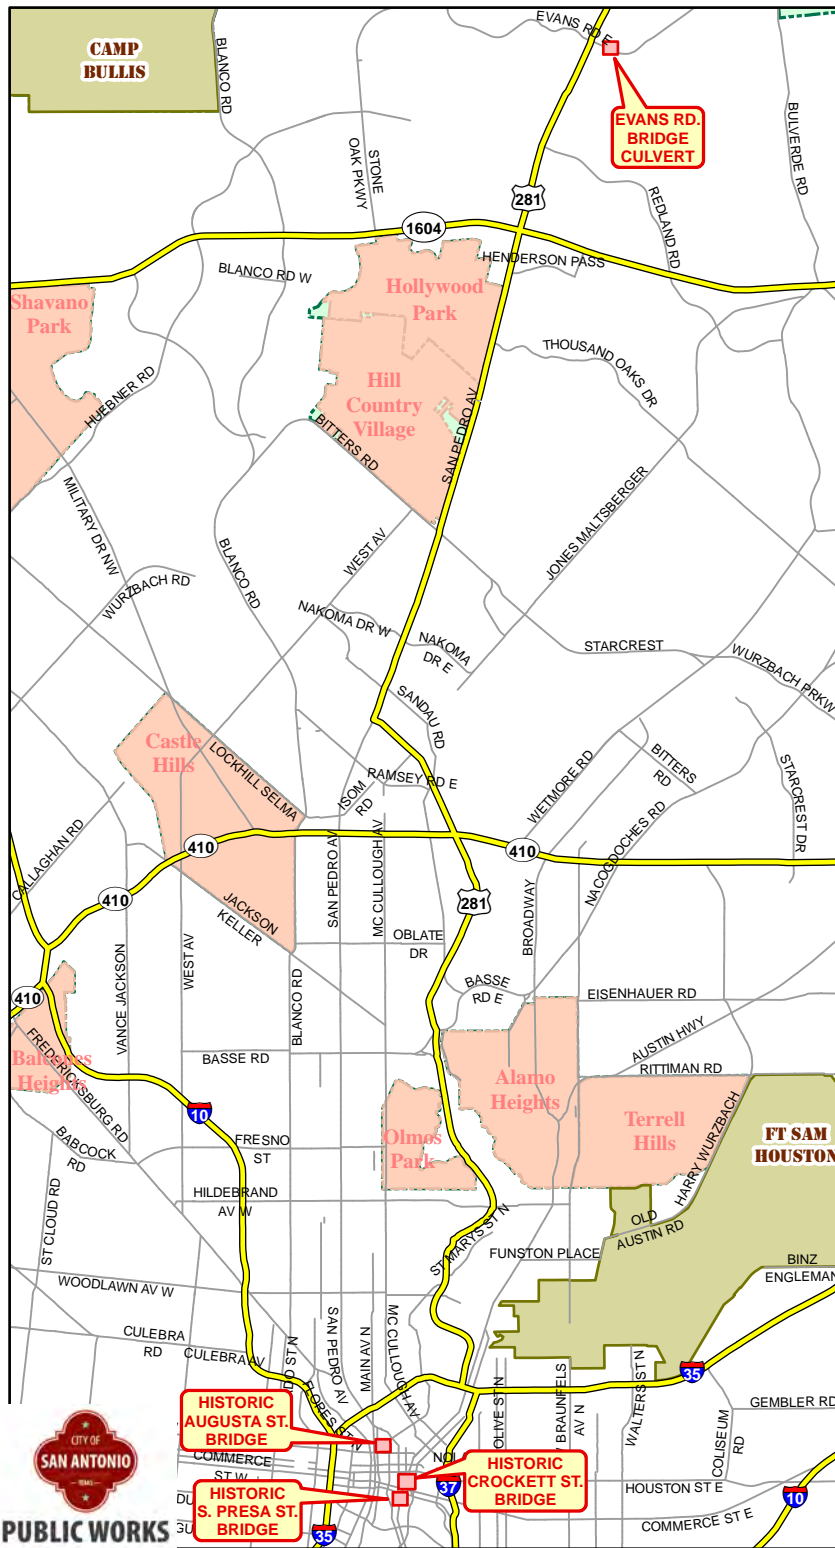 EVANS RD E
CAMP
BULLIS
BLANCO RD
EVANS RD.
BRIDGE
CULVERT
BULVERDE RD
STONE
OAK PKWY
281
REDLAND RD
1604
HENDERSON PASS
BLANCO RD W
Hollywood
Park
Shavano
Park
THOUSAND OAKS DR
HUEBNER RD
Hill
Country
Village
SAN PEDRO AV
BITTERS RD
MILITARY DR NW
JONES MALTSBERGER
WEST AV
BLANCO RD
WURZBACH RD
NAKOMA DR W
NAKOMA
DR E
STARCREST
WURZBACH PRKW
SANDAU RD
Castle
Hills
LOCKHILL SELMA
BITTERS
RD
WETMORE RD
STARCREST DR
ISOM
RD
RAMSEY RD E
NACOGDOCHES RD
CALLAGHAN RD
410
410
SAN PEDRO AV
MC CULLOUGH AV
410
281
JACKSON
KELLER
BROADWAY
OBLATE
DR
VANCE JACKSON
WEST AV
BLANCO RD
BASSE
RD E
410
EISENHAUER RD
FREDERICKSBURG RD
AUSTIN HWY
Balcones
Heights
BASSE RD
RITTIMAN RD
Alamo
Heights
10
Terrell
Hills
HARRY WURZBACH
FT SAM
HOUSTON
BABCOCK
RD
FRESNO
ST
Olmos
Park
HILDEBRAND
AV W
ST CLOUD RD
ST MARYS ST N
OLD
AUSTIN RD
FUNSTON PLACE
BINZ
ENGLEMAN
WOODLAWN AV W
CULEBRA
RD
CULEBRA AV
DO ST N
SAN PEDRO AV
MAIN AV N
MC CULLOUGH AV
35
FLORES ST N
OLIVE ST N
BRAUNFELS
AV N
WALTERS ST N
GEMBLER RD
COLISEUM
RD
HISTORIC
AUGUSTA ST.
BRIDGE
CITY OF
SAN ANTONIO
TEXAS
PUBLIC WORKS
COMMERCE
ST W
NOL
HISTORIC
CROCKETT ST.
BRIDGE
37
HISTORIC
S. PRESA ST.
BRIDGE
DU
GU
HOUSTON ST E
10
COMMERCE ST E
35